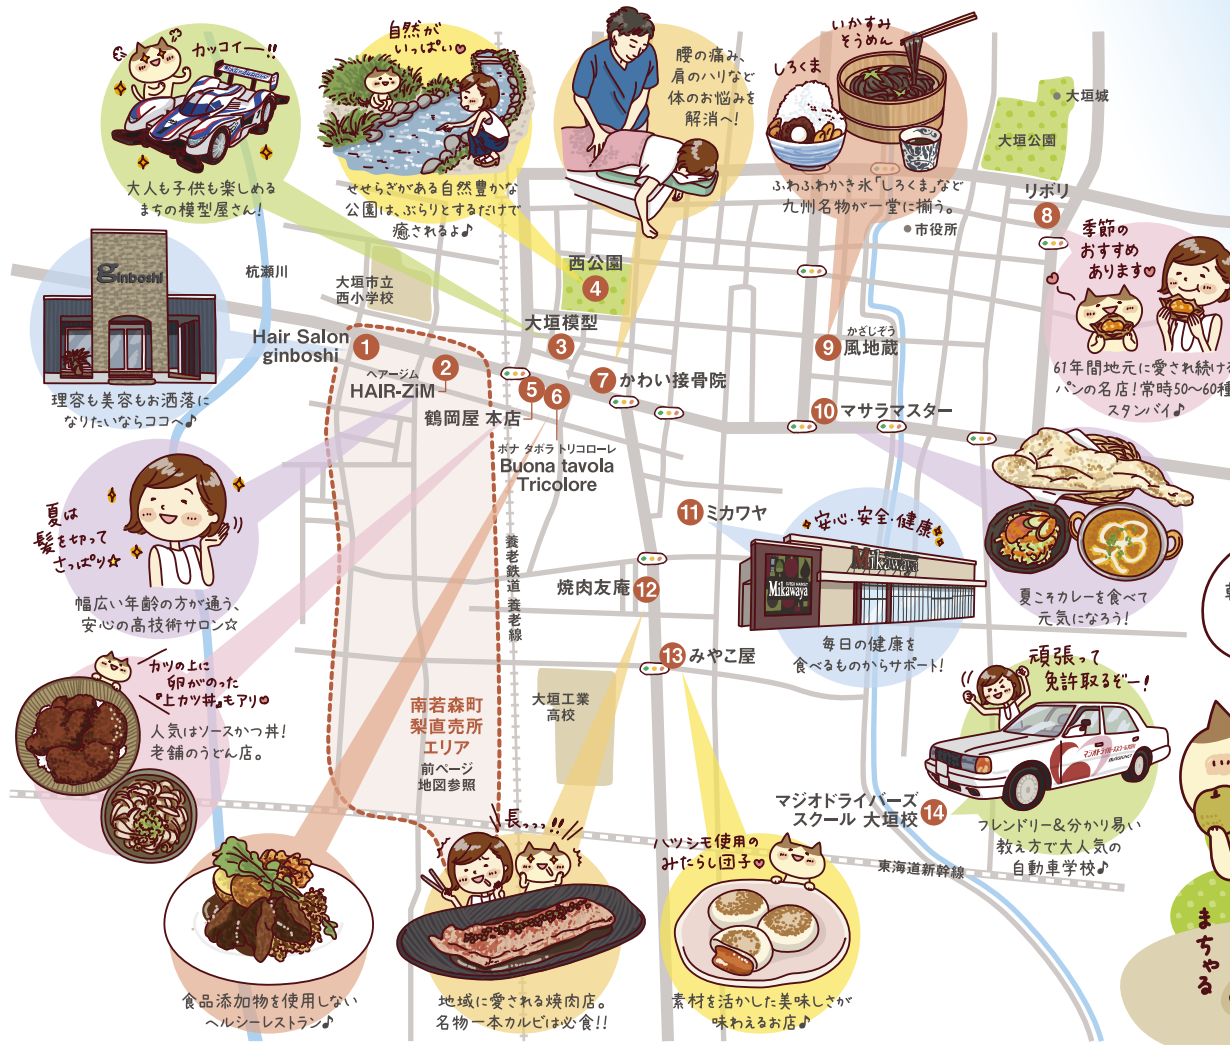 カッコイー!!
大人も子供も楽しめる
まちの模型屋さん!
自然が
いっぱい
せせらぎがある自然豊かな
公園は、ぶらりとするだけで
癒されるよ♪
腰の痛み、
肩のハリなど
体のお悩みを
解消へ!
いかすみ
そうめん
しろくま
ふわふわかき氷「しろくま」など
九州名物が一堂に揃う。
大垣城
大垣公園
リボリ
8
市役所
季節の
おすすめ
あります
61年間地元に愛され続ける
パンの名店!常時50〜60種
スタンバイ♪
ginboshi
理容も美容もお洒落に
なりたいならココへ♪
杭瀬川
大垣市立
西小学校
西公園
4
大垣模型
3
Hair Salon
ginboshi
1
ヘアージム
HAIR-ZiM
2
鶴岡屋 本店
5
6
ボナ タボラ トリコローレ
Buona tavola
Tricolore
7 かわい接骨院
かざじぞう
9 風地蔵
10 マサラマスター
11 ミカワヤ
安心・安全・健康
Mikawaya
Mikawaya
毎日の健康を
食べるものからサポート!
夏こそカレーを食べて
元気になろう!
夏は
髪を切って
さっぱり☆
幅広い年齢の方が通う、
安心の高技術サロン☆
カツの上に
卵がのった
『上カツ丼』もアリ
人気はソースかつ丼!
老舗のうどん店。
養老鉄道 養老線
焼肉友庵
12
13 みやこ屋
大垣工業
高校
南若森町
梨直売所
エリア
前ページ
地図参照
頑張って
免許取るぞー!
マジオドライバーズスクール大垣校
マジオドライバーズ
スクール 大垣校
14
フレンドリー&分かり易い
教え方で大人気の
自動車学校♪
東海道新幹線
食品添加物を使用しない
ヘルシーレストラン♪
長っっっ!!
地域に愛される焼肉店。
名物一本カルビは必食!!
ハツシモ使用の
みたらし団子
素材を活かした美味しさが
味わえるお店♪
まちゃる